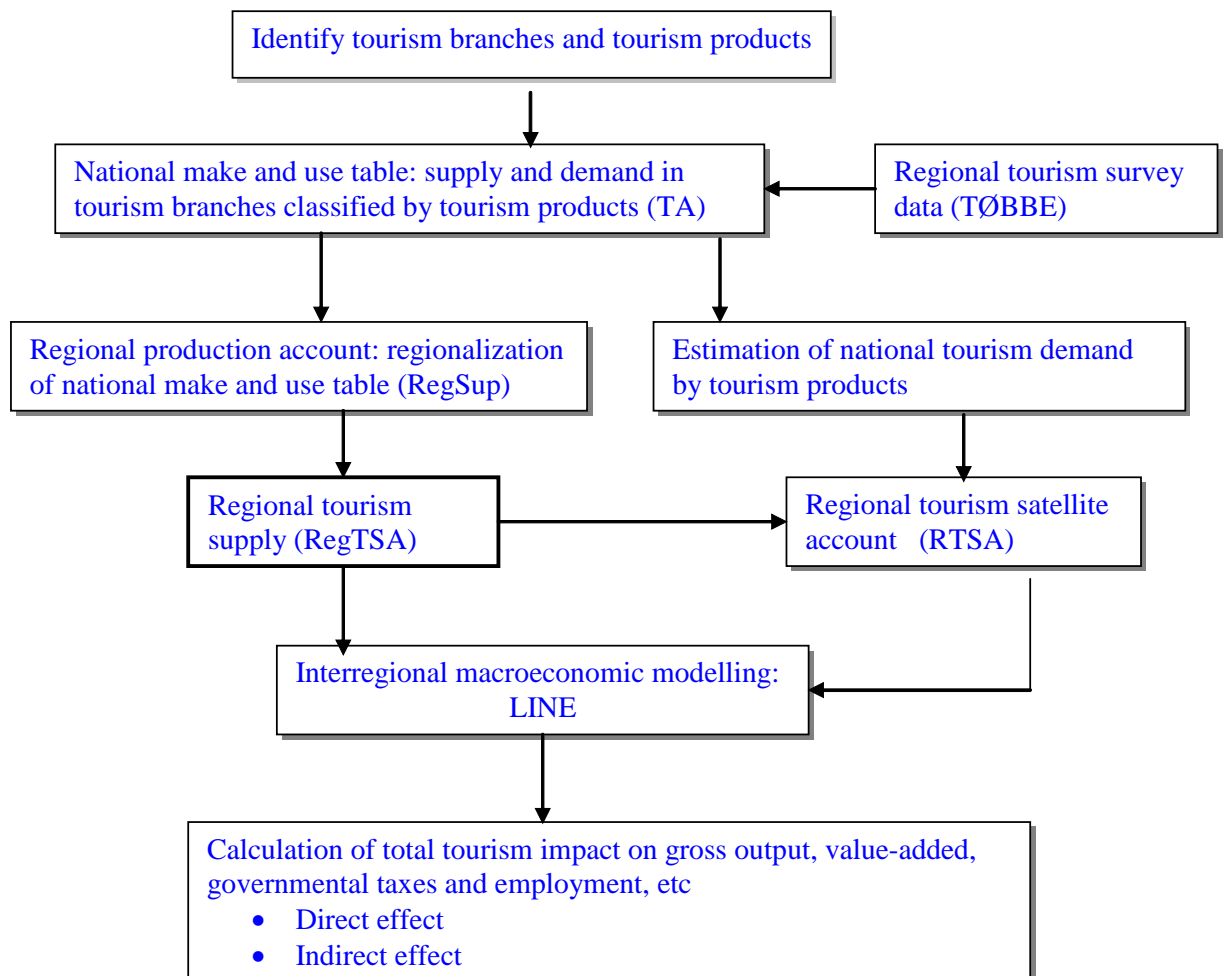 Identify tourism branches and tourism products
National make and use table: supply and demand in
tourism branches classified by tourism products (TA)
Regional tourism survey
data (TØBBE)
Regional production account: regionalization
of national make and use table (RegSup)
Estimation of national tourism demand
by tourism products
Regional tourism
supply (RegTSA)
Regional tourism satellite
account (RTSA)
Interregional macroeconomic modelling:
LINE
Calculation of total tourism impact on gross output, value-added,
governmental taxes and employment, etc
• Direct effect
• Indirect effect